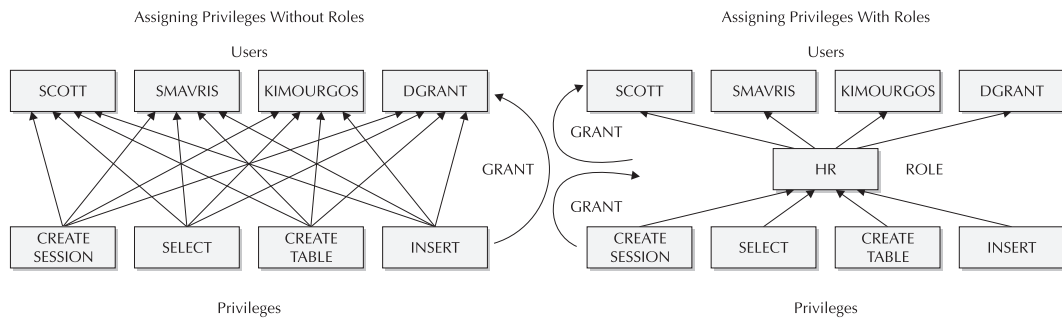 Assigning Privileges Without Roles
Users
SCOTT
SMAVRIS
KIMOURGOS
DGRANT
GRANT
CREATE
SESSION
SELECT
CREATE
TABLE
INSERT
Privileges
Assigning Privileges With Roles
Users
SCOTT
SMAVRIS
KIMOURGOS
DGRANT
GRANT
HR
ROLE
GRANT
CREATE
SESSION
SELECT
CREATE
TABLE
INSERT
Privileges